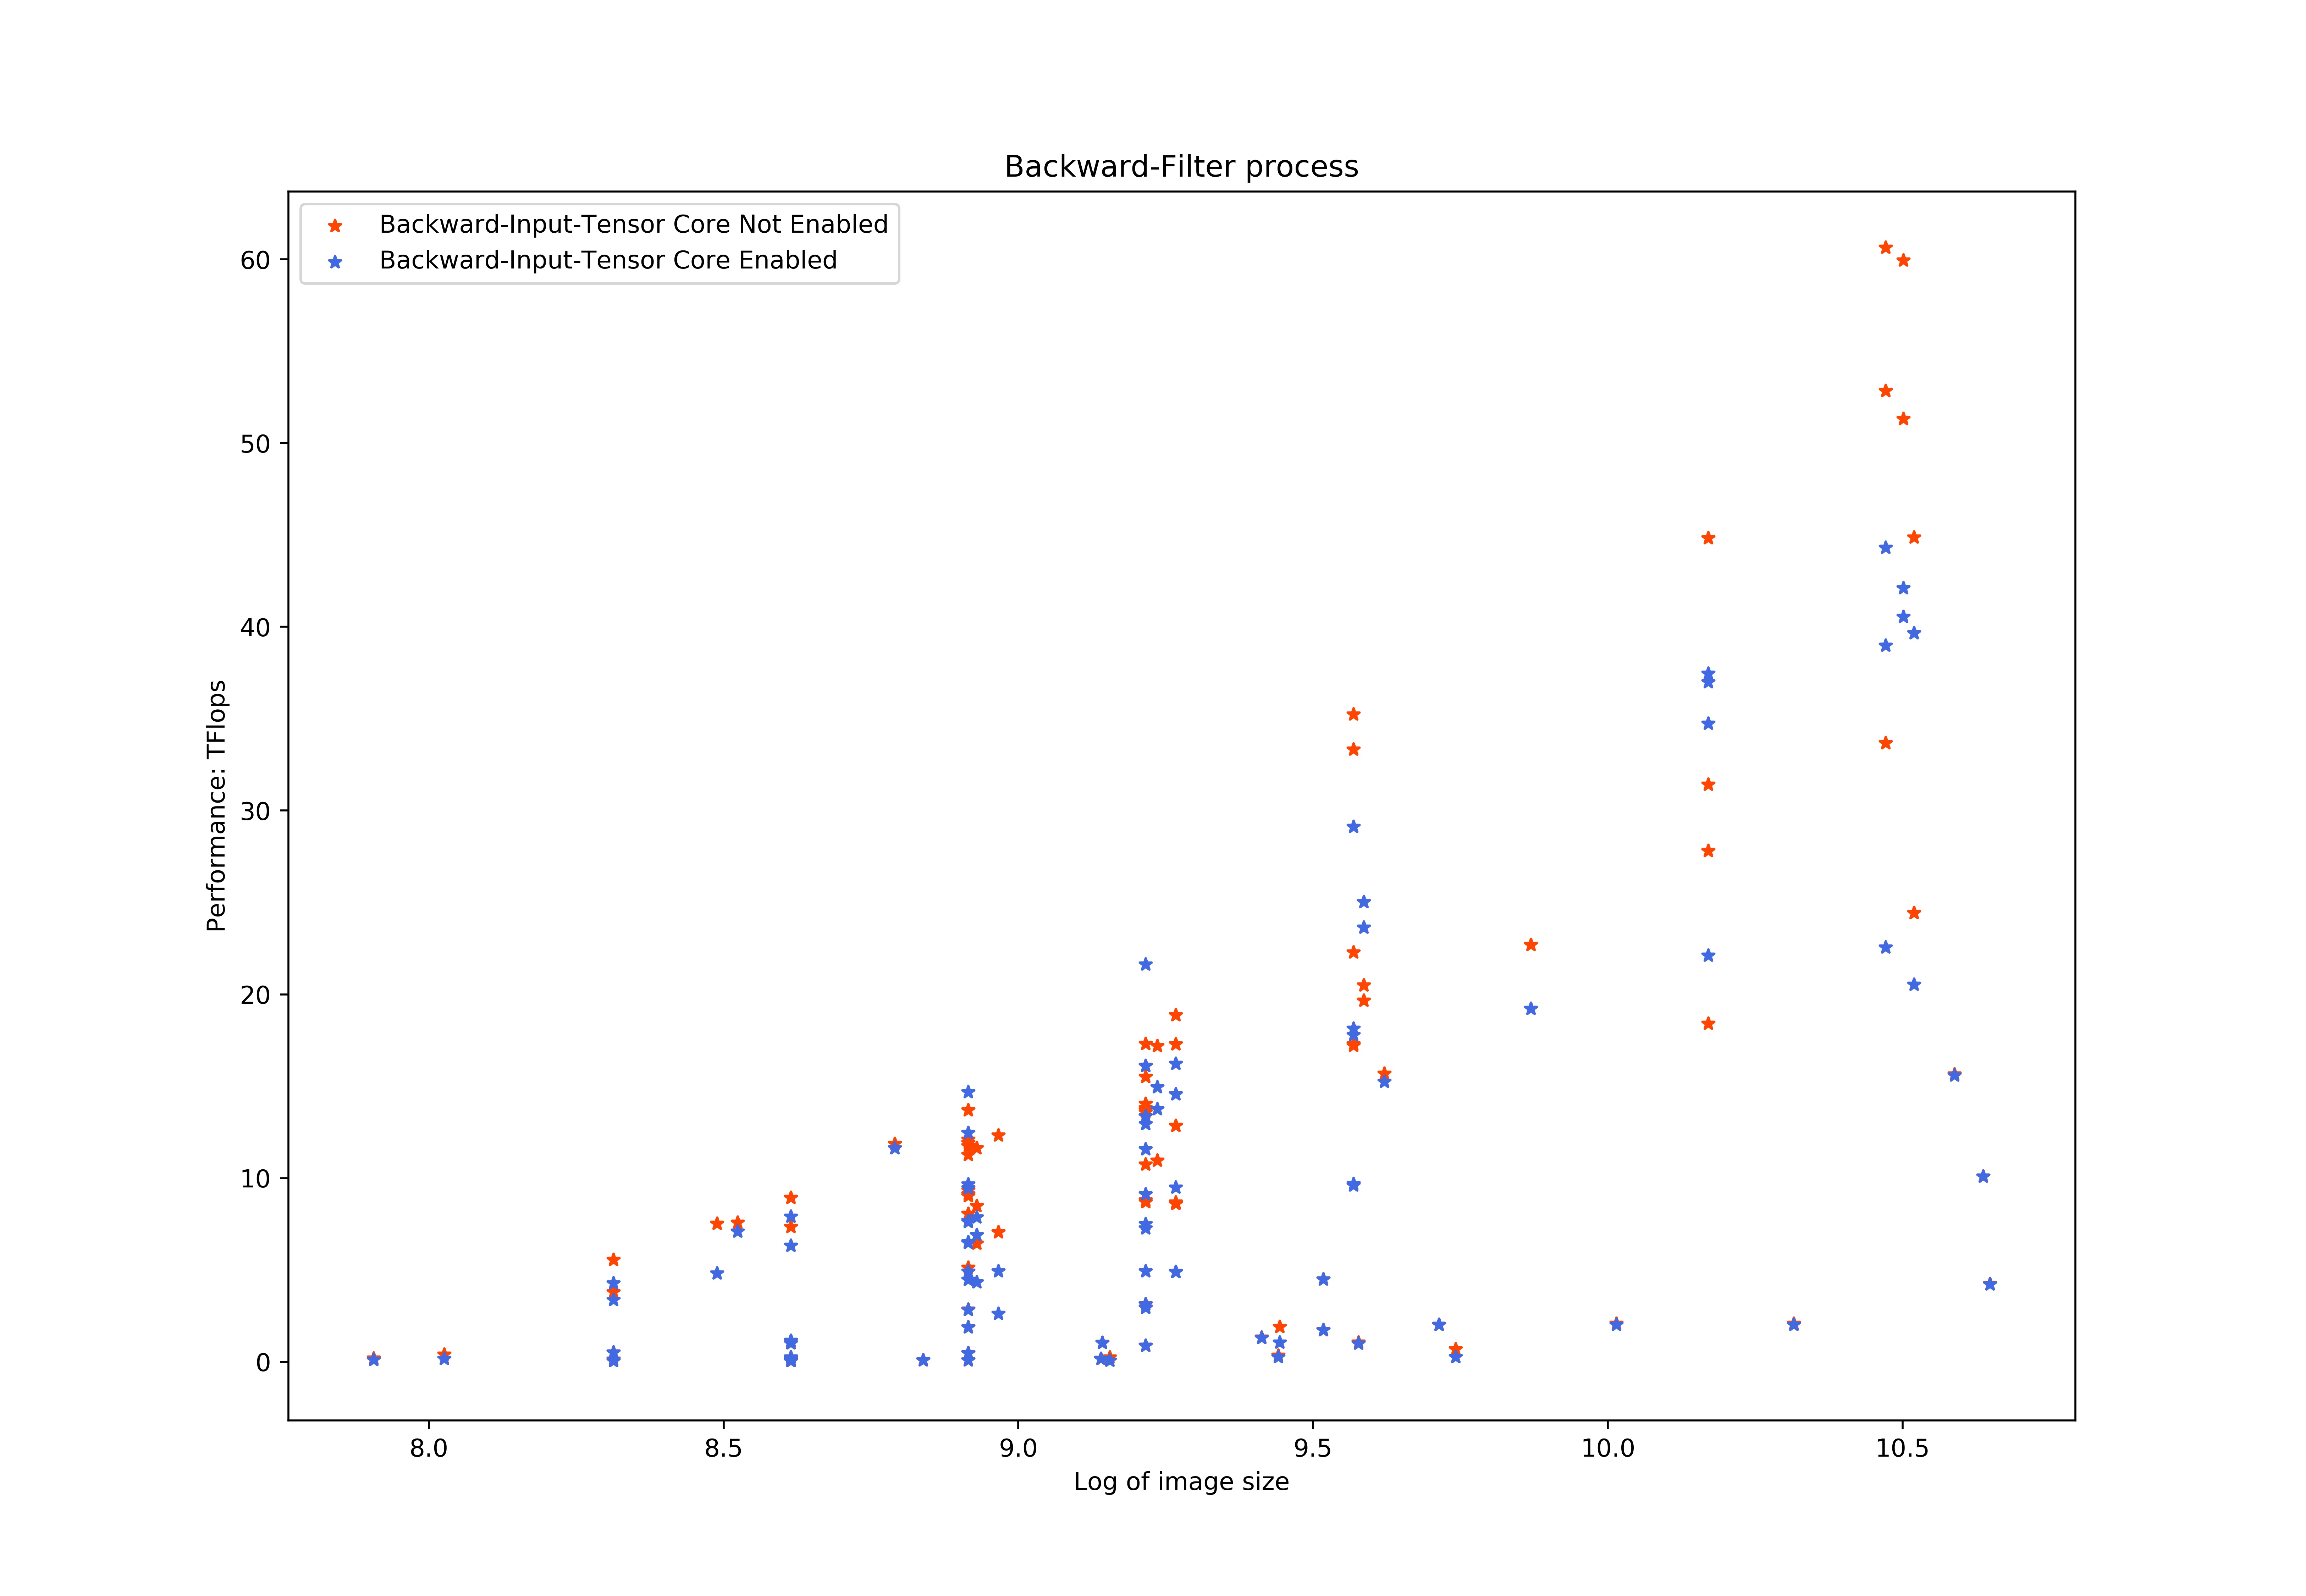 Backward-Filter process
Backward-Input-Tensor Core Not Enabled
Backward-Input-Tensor Core Enabled
Performance: TFlops
60
50
40
30
20
10
0
8.0 8.5 9.0 9.5 10.0 10.5
Log of image size